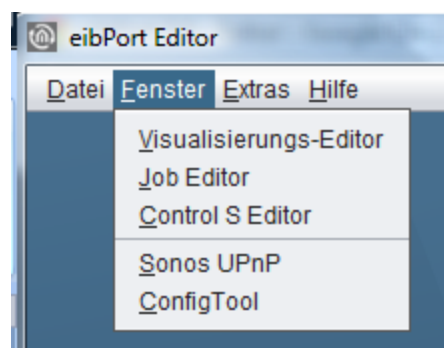 eibPort Editor
Datei Fenster Extras Hilfe
Visualisierungs-Editor
Job Editor
Control S Editor
Sonos UPnP
ConfigTool